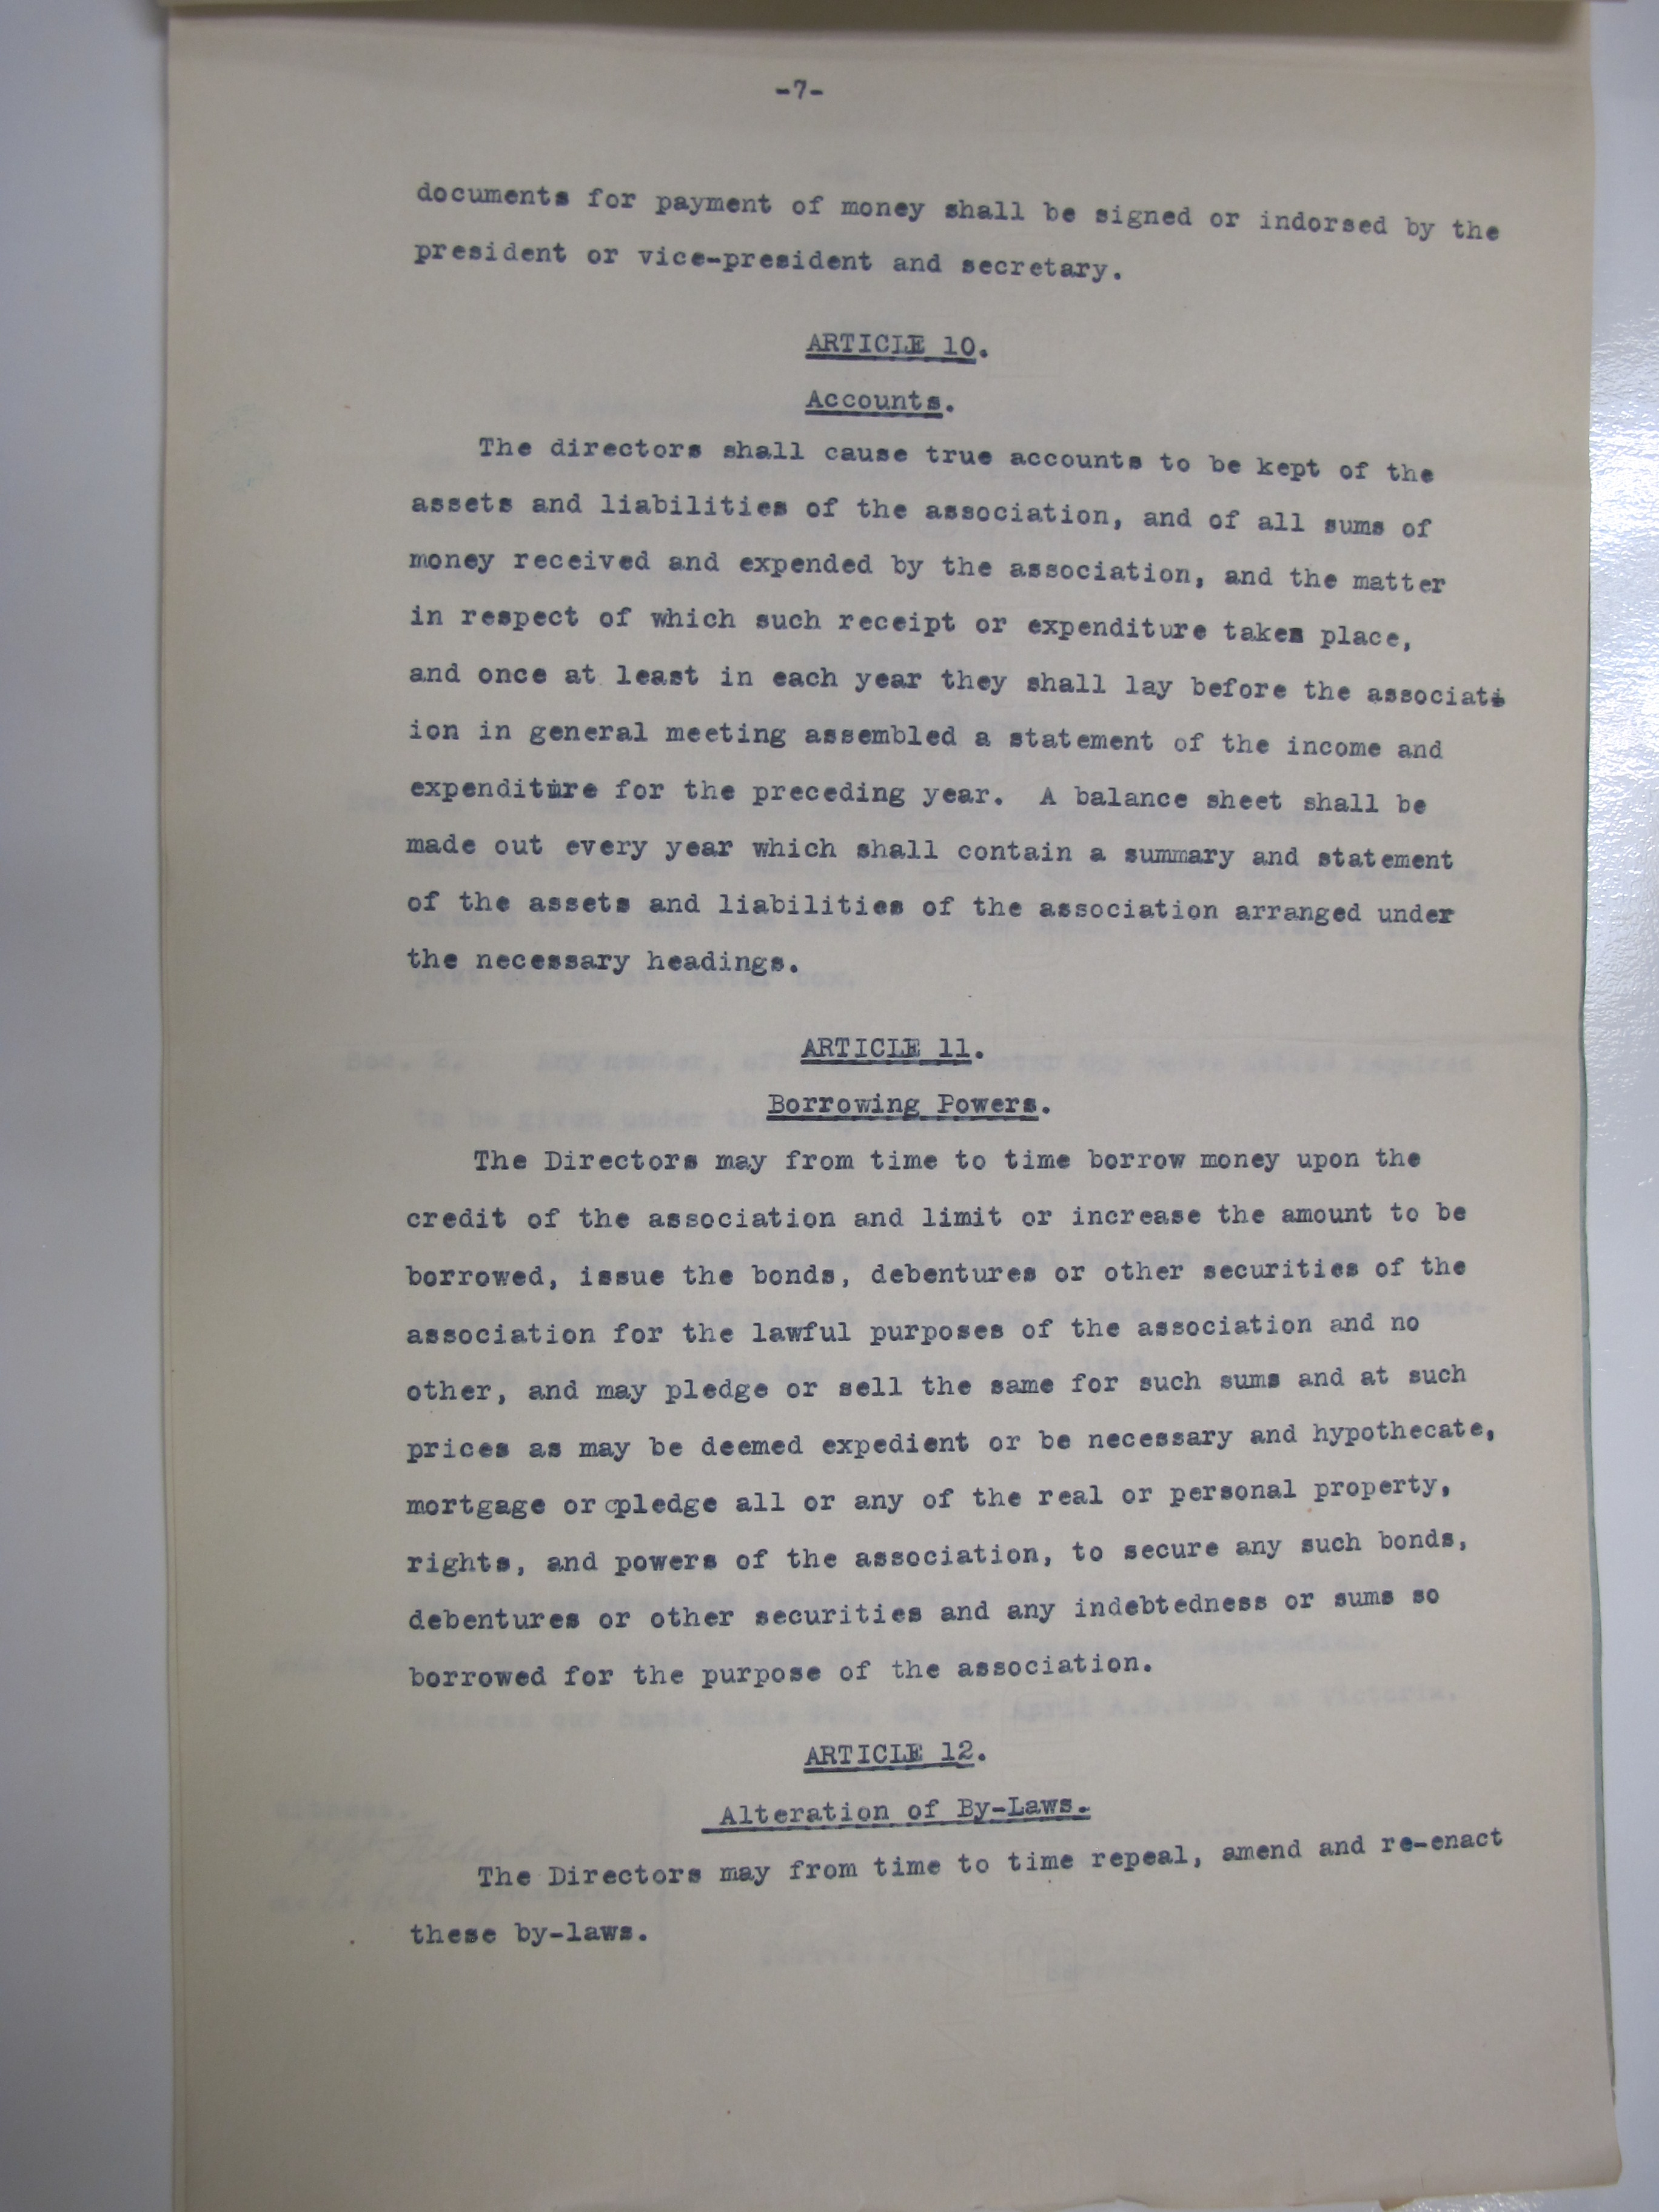 -7-
documents for payment of money shall be signed or indorsed by the
president or vice-president and secretary.
ARTICLE 10.
Accounts.
The directors shall cause true accounts to be kept of the
assets and liabilities of the association, and of all sums of
money received and expended by the association, and the matter
in respect of which such receipt or expenditure takes place,
and once at least in each year they shall lay before the associati
ion in general meeting assembled a statement of the income and
expenditure for the preceding year. A balance sheet shall be
made out every year which shall contain a summary and statement
of the assets and liabilities of the association arranged under
the necessary headings.
ARTICLE 11.
Borrowing Powers.
The Directors may from time to time borrow money upon the
credit of the association and limit or increase the amount to be
borrowed, issue the bonds, debentures or other securities of the
association for the lawful purposes of the association and no
other, and may pledge or sell the same for such sums and at such
prices as may be deemed expedient or be necessary and hypothecate,
mortgage or pledge all or any of the real or personal property,
rights, and powers of the association, to secure any such bonds,
debentures or other securities and any indebtedness or sums so
borrowed for the purpose of the association.
ARTICLE 12.
Alteration of By-Laws.
The Directors may from time to time repeal, amend and re-enact
these by-laws.